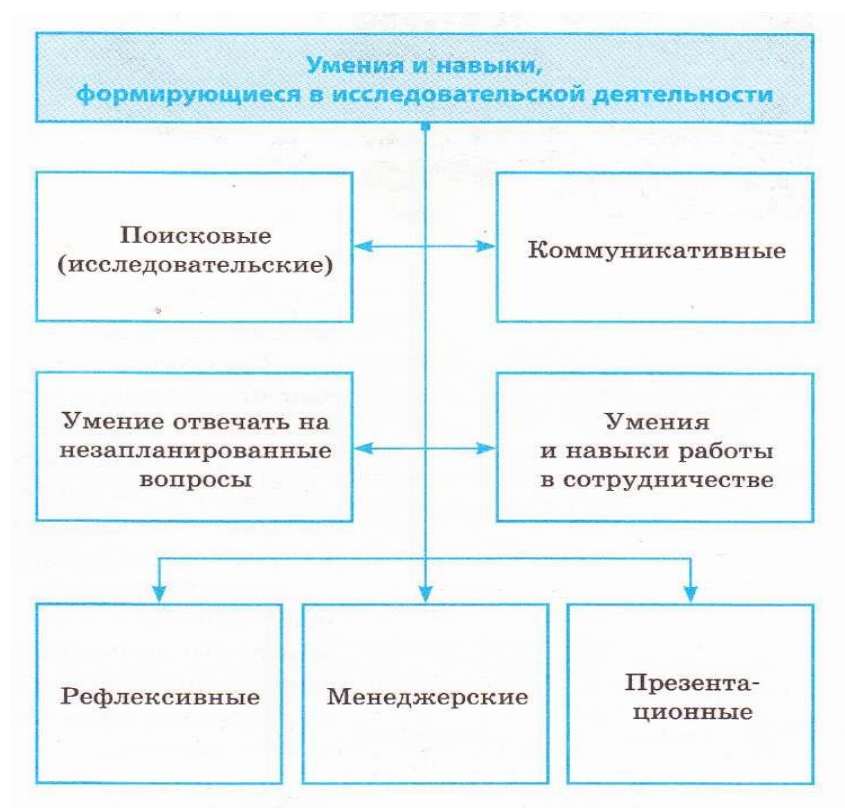 Умения и навыки,
формирующиеся в исследовательской деятельности
Поисковые
(исследовательские)
Коммуникативные
Умение отвечать на
незапланированные
вопросы
Умения
и навыки работы
в сотрудничестве
Рефлексивные
Менеджерские
Презента-
ционные